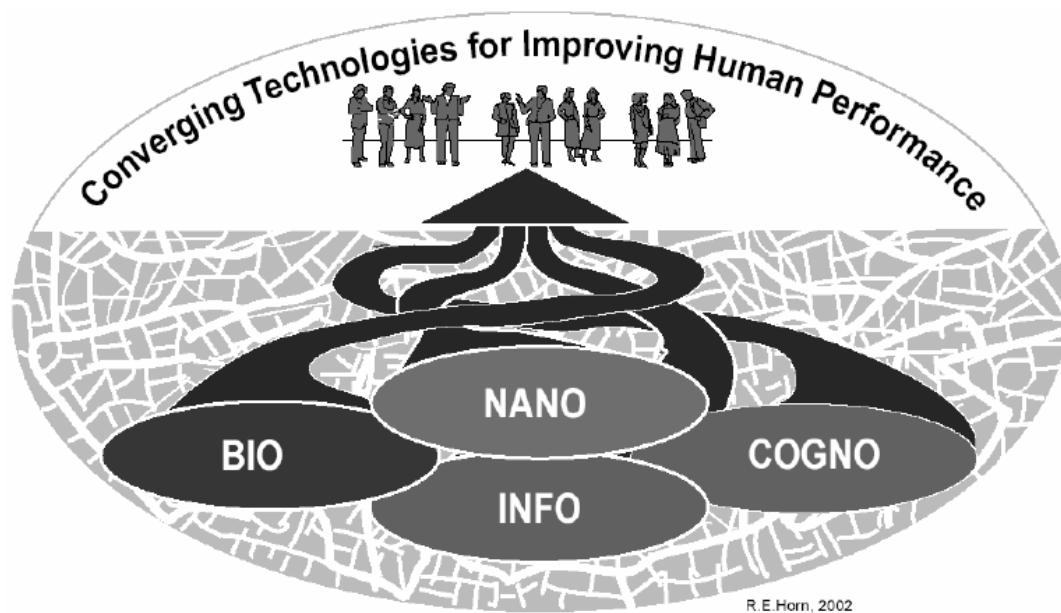 Converging Technologies for Improving Human Performance
NANO
BIO
COGNO
INFO
R.E.Horn, 2002